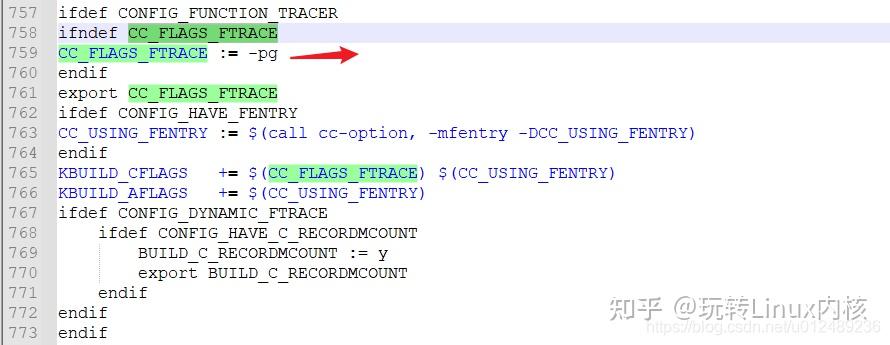 757 ifdef CONFIG_FUNCTION_TRACER
758 ifndef CC_FLAGS_FTRACE
759 CC_FLAGS_FTRACE := -pg
760 endif
761 export CC_FLAGS_FTRACE
762 ifdef CONFIG_HAVE_FENTRY
763 CC_USING_FENTRY := $(call cc-option, -mfentry -DCC_USING_FENTRY)
764 endif
765 KBUILD_CFLAGS   += $(CC_FLAGS_FTRACE) $(CC_USING_FENTRY)
766 KBUILD_AFLAGS   += $(CC_USING_FENTRY)
767 ifdef CONFIG_DYNAMIC_FTRACE
768     ifdef CONFIG_HAVE_C_RECORDMCOUNT
769         BUILD_C_RECORDMCOUNT := y
770         export BUILD_C_RECORDMCOUNT
771     endif
772 endif
773 endif
知乎 @玩转Linux内核
https://blog.csdn.net/u012489236